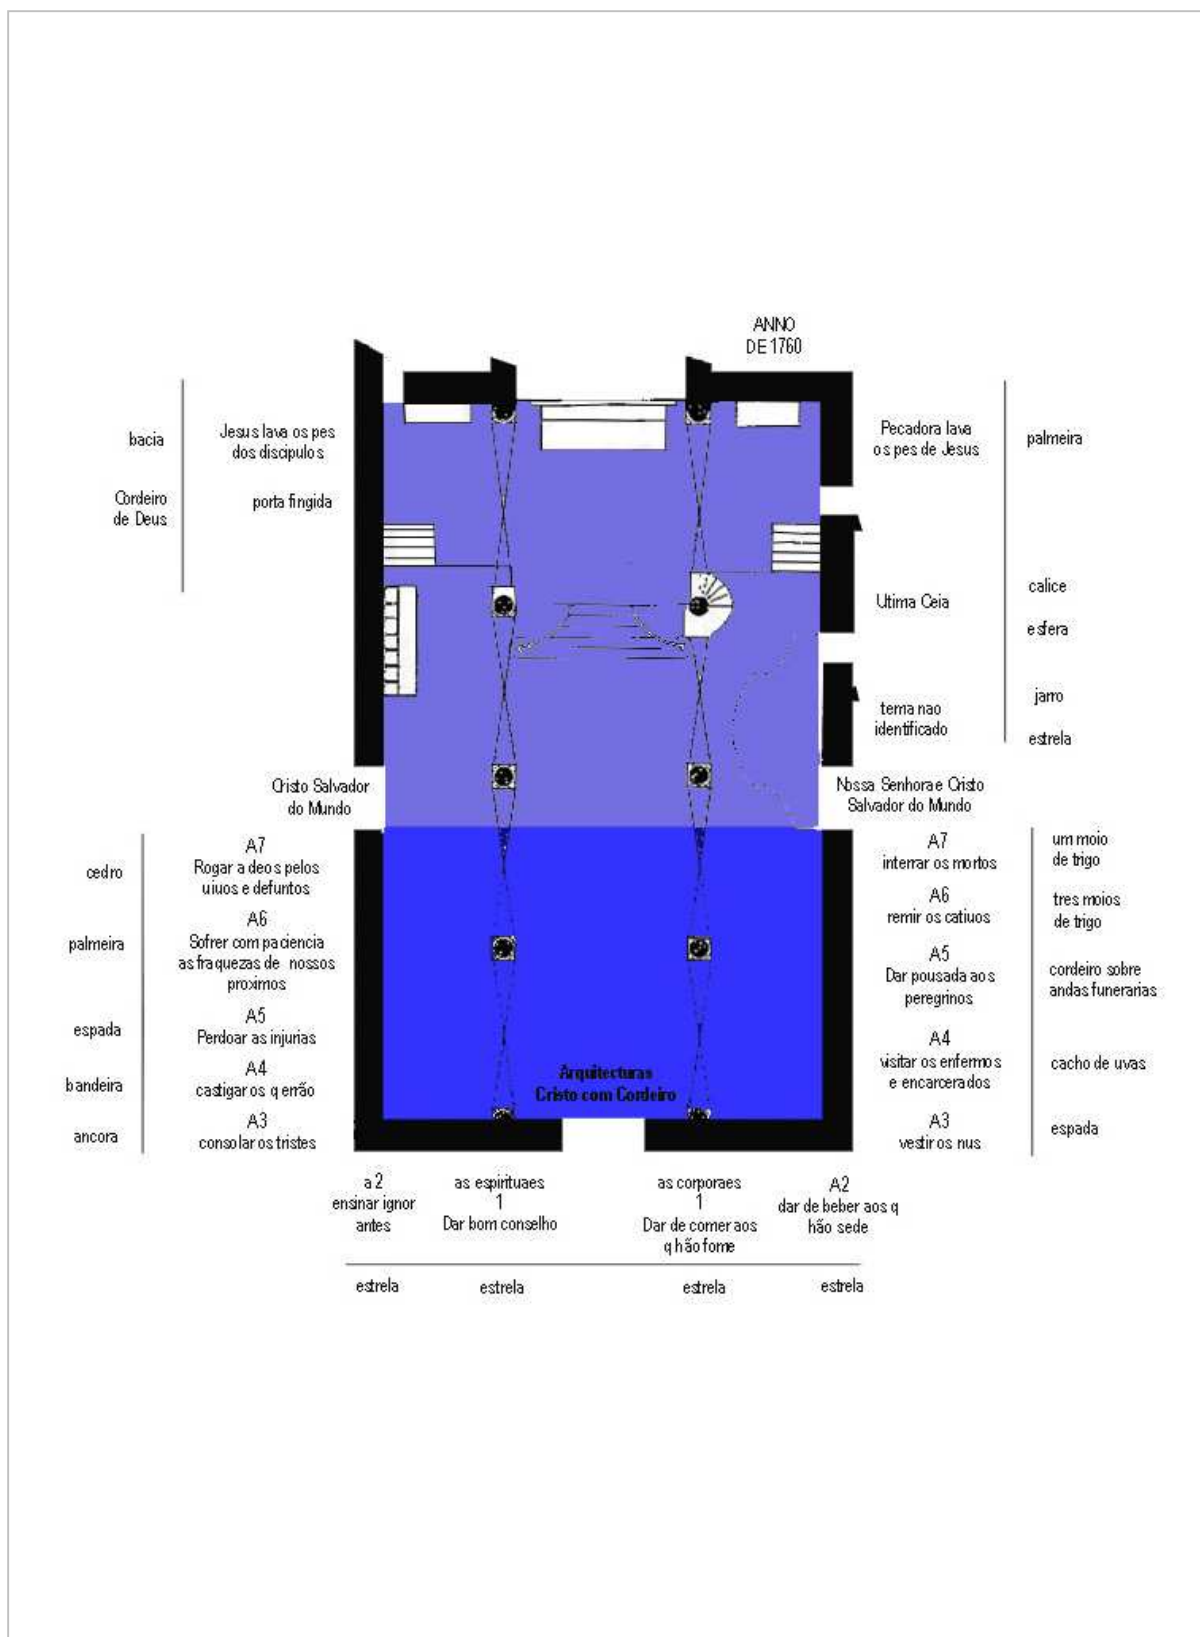 ANNO
DE 1760
bacia
Jesus lava os pes
dos discipulos
Cordeiro
de Deus
porta fingida
Pecadora lava
os pes de Jesus
palmeira
Utima Ceia
calice
esfera
tema nao
identificado
jarro
estrela
Cristo Salvador
do Mundo
Nossa Senhora e Cristo
Salvador do Mundo
cedro
A7
Rogar a deos pelos
uiuos e defuntos
palmeira
A6
Sofrer com paciencia
as fraquezas de nossos
proximos
espada
A5
Perdoar as injurias
bandeira
A4
castigar os q errão
ancora
A3
consolar os tristes
A7
interrar os mortos
um moio
de trigo
A6
remir os catiuos
tres moios
de trigo
A5
Dar pousada aos
peregrinos
cordeiro sobre
andas funerarias
A4
visitar os enfermos
e encarcerados
cacho de uvas
A3
vestir os nus
espada
Arquitecturas
Cristo com Cordeiro
a 2
ensinar ignor
antes
as espirituaes
1
Dar bom conselho
as corporaes
1
Dar de comer aos
q hão fome
A2
dar de beber aos q
hão sede
estrela
estrela
estrela
estrela